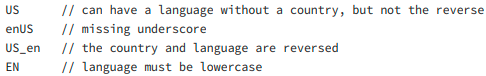 US // can have a language without a country, but not the reverse
enUS // missing underscore
US_en // the country and language are reversed
EN // language must be lowercase